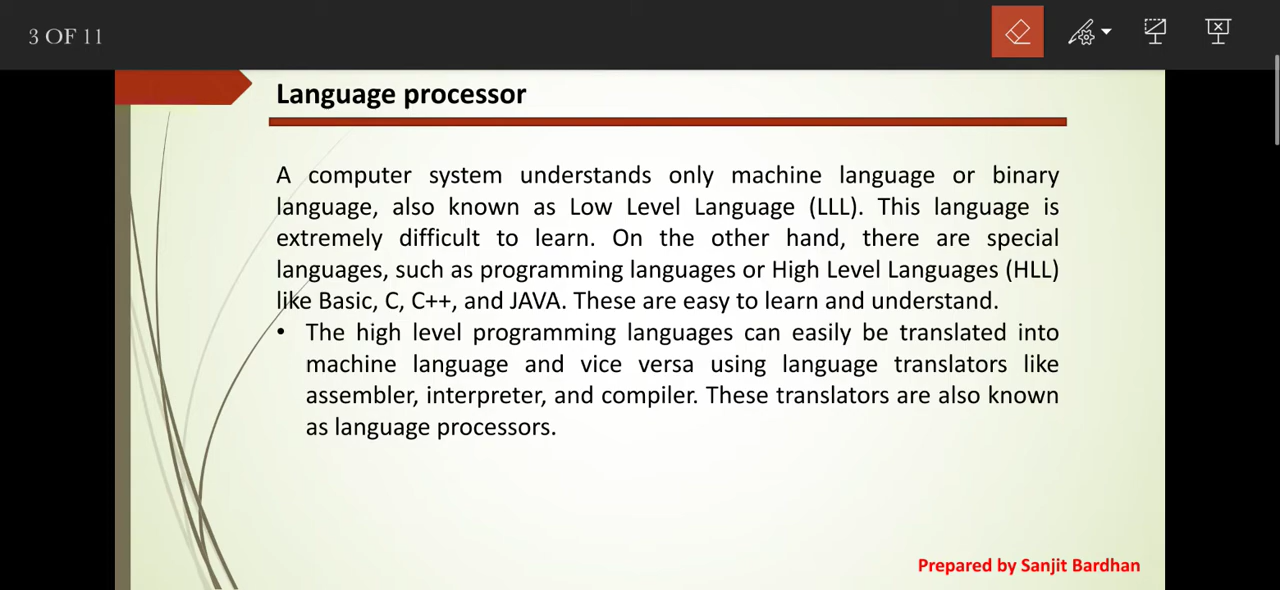 3 OF 11
Language processor
A computer system understands only machine language or binary
language, also known as Low Level Language (LLL). This language is
extremely difficult to learn. On the other hand, there are special
languages, such as programming languages or High Level Languages (HLL)
like Basic, C, C++, and JAVA. These are easy to learn and understand.
• The high level programming languages can easily be translated into
machine language and vice versa using language translators like
assembler, interpreter, and compiler. These translators are also known
as language processors.
Prepared by Sanjit Bardhan